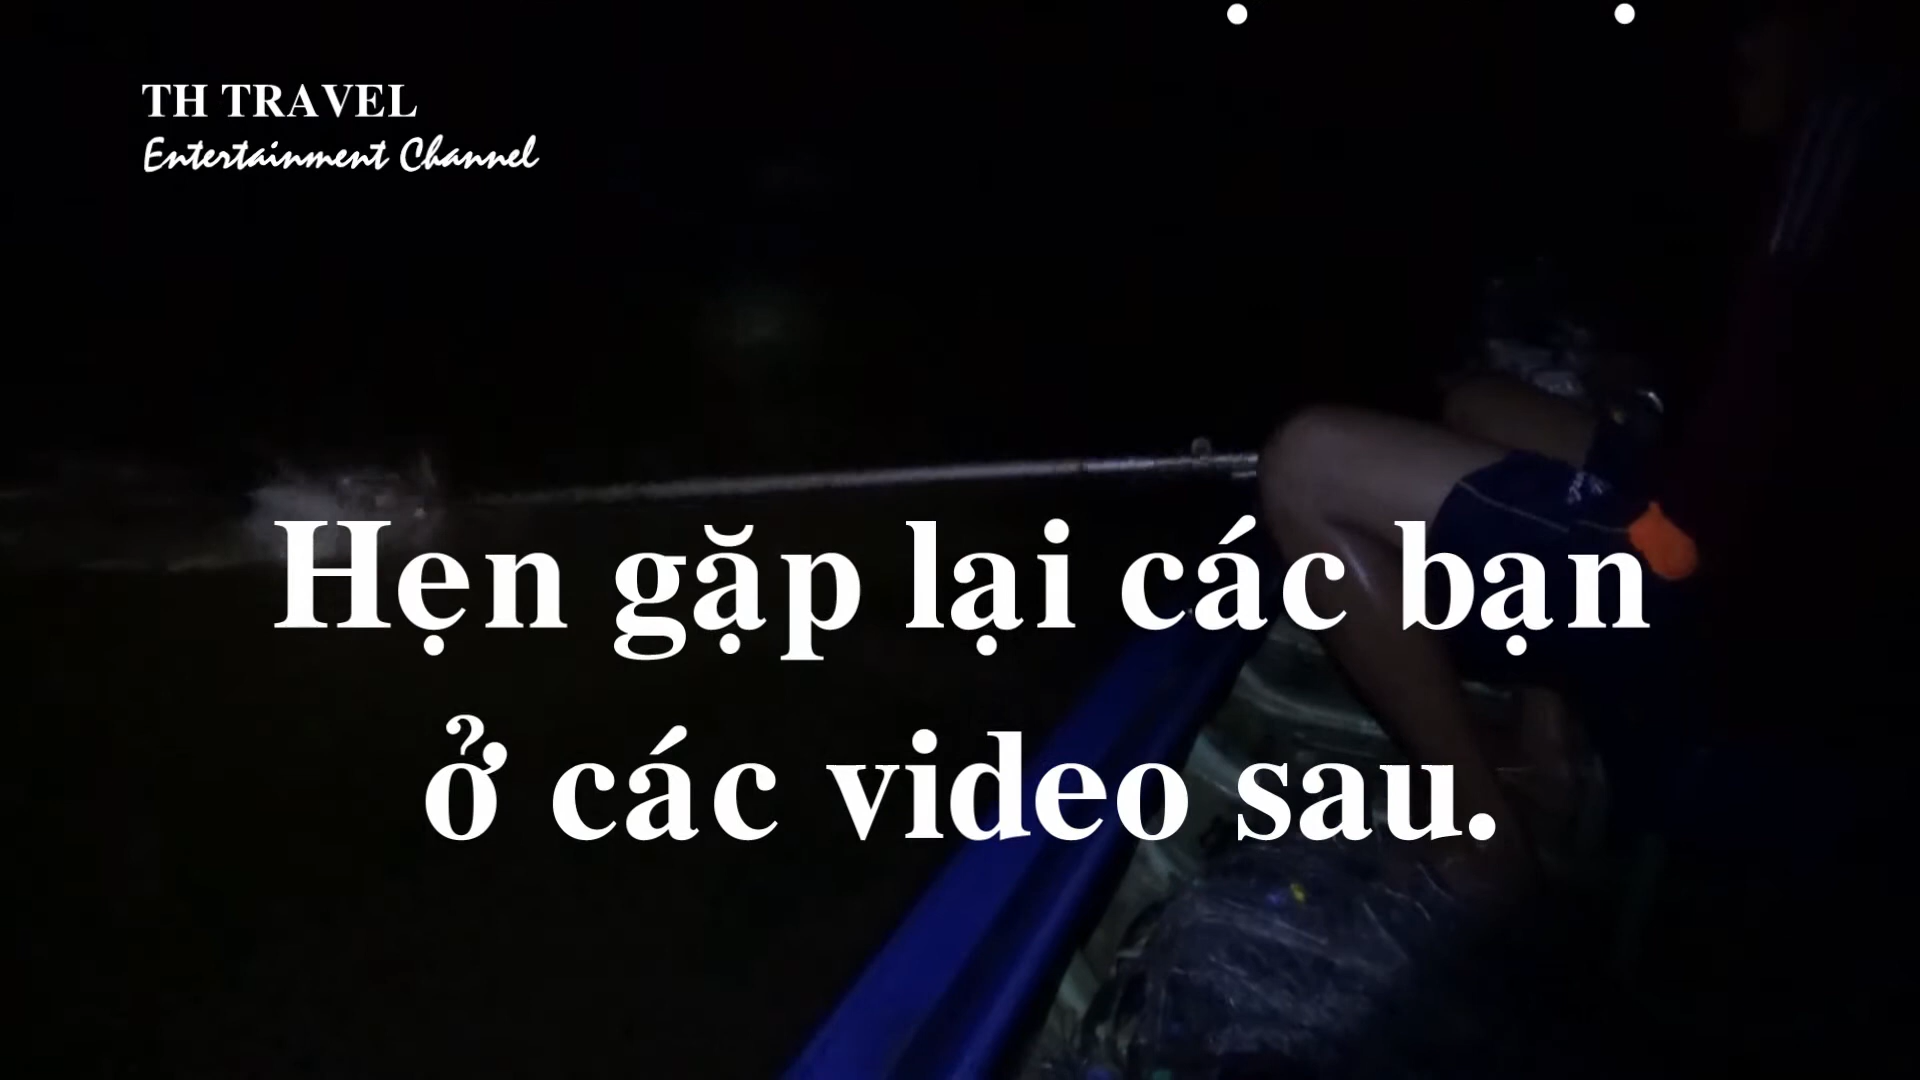 TH TRAVEL
Entertainment Channel
Hẹn gặp lại các bạn
ở các video sau.